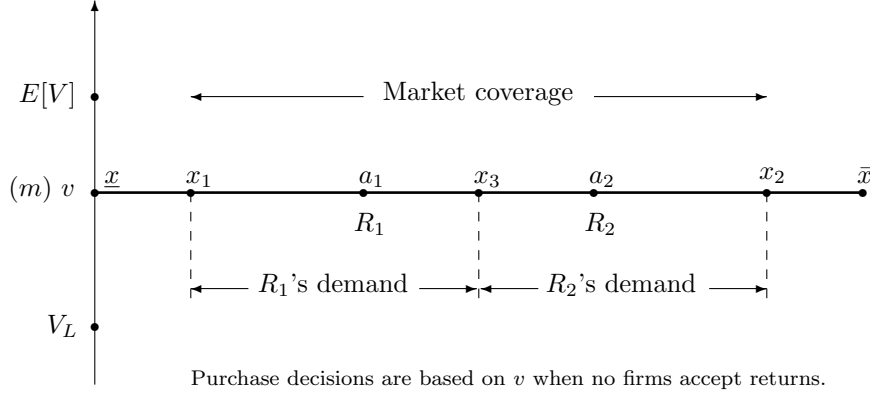 E[V]
Market coverage
(m) v x̲ x₁ a₁ x₃ a₂ x₂ x̄
R₁ R₂
R₁'s demand R₂'s demand
V_L
Purchase decisions are based on v when no firms accept returns.